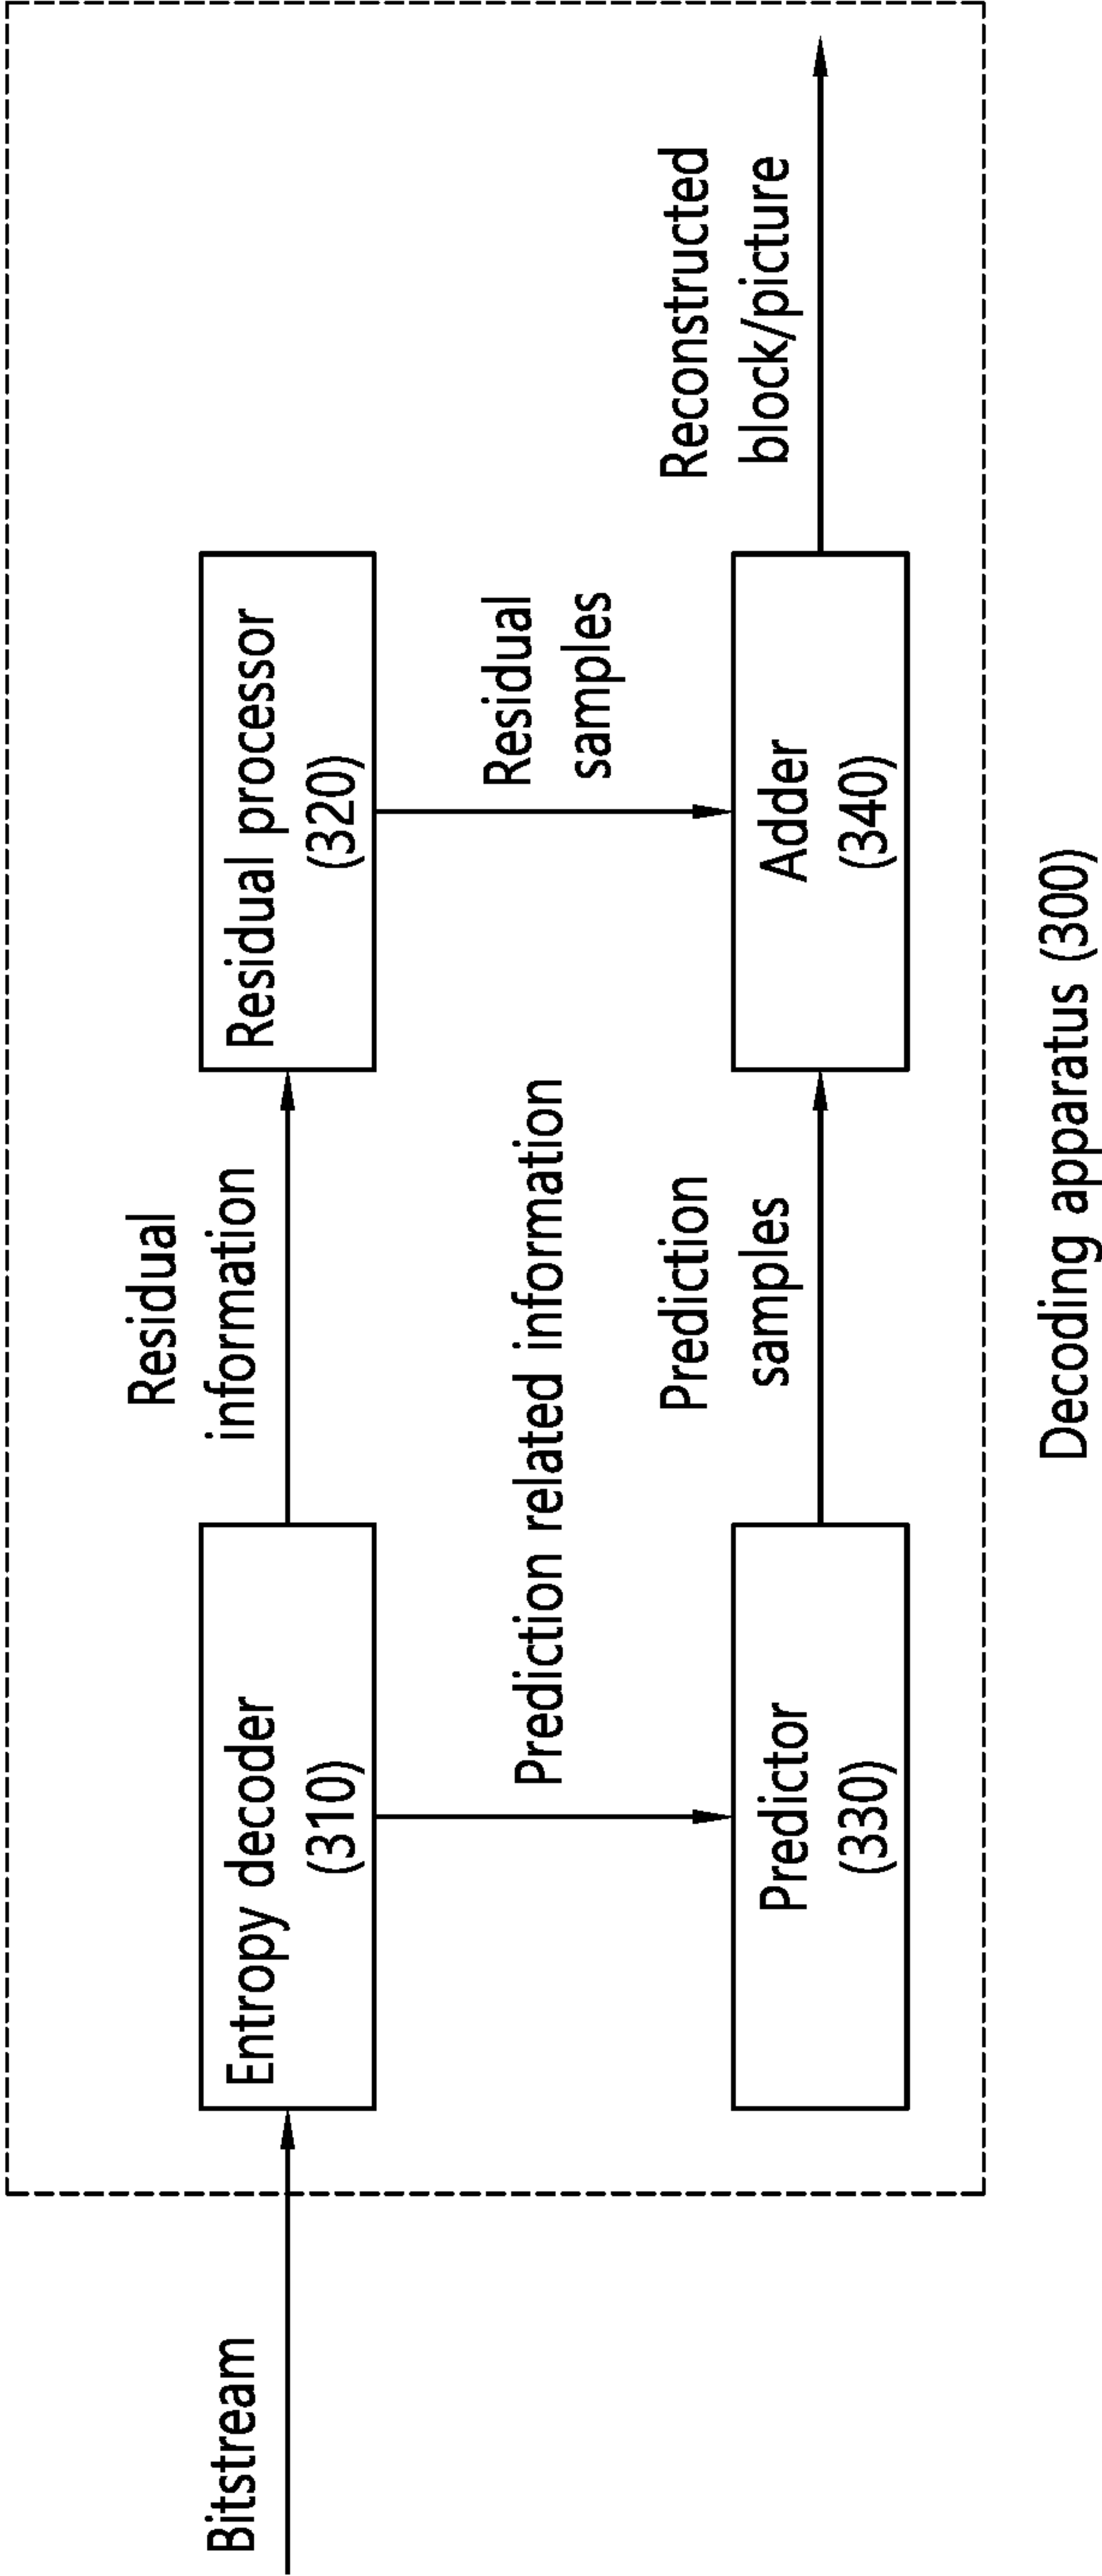 Bitstream
Entropy decoder
(310)
Residual
information
Residual processor
(320)
Prediction related information
Residual
samples
Predictor
(330)
Prediction
samples
Adder
(340)
Reconstructed
block/picture
Decoding apparatus (300)